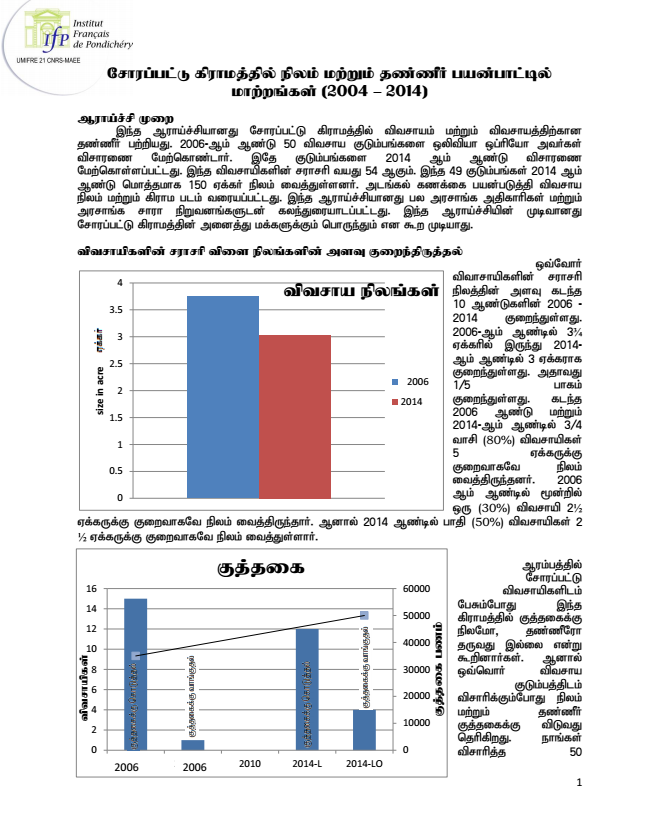 Institut
Français
de Pondichéry
IFP
UMIFRE 21 CNRS-MAEE
சோரப்பட்டு கிராமத்தில் நிலம் மற்றும் தண்ணீர் பயன்பாட்டில்
மாற்றங்கள் (2004 – 2014)
ஆராய்ச்சி முறை
இந்த ஆராய்ச்சியானது சோரப்பட்டு கிராமத்தில் விவசாயம் மற்றும் விவசாயத்திற்கான
தண்ணீர் பற்றியது. 2006-ஆம் ஆண்டு 50 விவசாய குடும்பங்களை ஒலிவியா ஒப்ரியோ அவர்கள்
விசாரணை மேற்கொண்டார். இதே குடும்பங்களை 2014 ஆம் ஆண்டு விசாரணை
மேற்கொள்ளப்பட்டது. இந்த விவசாயிகளின் சராசரி வயது 54 ஆகும். இந்த 49 குடும்பங்கள் 2014 ஆம்
ஆண்டு மொத்தமாக 150 ஏக்கர் நிலம் வைத்துள்ளனர். அடங்கல் கணக்கை பயன்படுத்தி விவசாய
நிலம் மற்றும் கிராம படம் வரையப்பட்டது. இந்த ஆராய்ச்சியானது பல அரசாங்க அதிகாரிகள் மற்றும்
அரசாங்க சாரா நிறுவனங்களுடன் கலந்துரையாடப்பட்டது. இந்த ஆராய்ச்சியின் முடிவானது
சோரப்பட்டு கிராமத்தின் அனைத்து மக்களுக்கும் பொருந்தும் என கூற முடியாது.
விவசாயிகளின் சராசரி விளை நிலங்களின் அளவு குறைந்திருத்தல்
விவசாய நிலங்கள்
size in acre ஏக்கர்
4
3.5
3
2.5
2
1.5
1
0.5
0
2006
2014
ஒவ்வோர்
விவாசாயிகளின் சராசரி
நிலத்தின் அளவு கடந்த
10 ஆண்டுகளின் 2006 -
2014 குறைந்துள்ளது.
2006-ஆம் ஆண்டில் 3¾
ஏக்கரில் இருந்து 2014-
ஆம் ஆண்டில் 3 ஏக்கராக
குறைந்துள்ளது. அதாவது
1/5 பாகம்
குறைந்துள்ளது. கடந்த
2006 ஆண்டு மற்றும்
2014-ஆம் ஆண்டில் 3/4
வாசி (80%) விவசாயிகள்
5 ஏக்கருக்கு
குறைவாகவே நிலம்
வைத்திருந்தனர். 2006
ஆம் ஆண்டில் மூன்றில்
ஒரு (30%) விவசாயி 2½
ஏக்கருக்கு குறைவாகவே நிலம் வைத்திருந்தார். ஆனால் 2014 ஆண்டில் பாதி (50%) விவசாயிகள் 2
½ ஏக்கருக்கு குறைவாகவே நிலம் வைத்துள்ளார்.
குத்தகை
விவசாயிகள்
16
14
12
10
8
6
4
2
0
குத்தகைக்கு வாங்குதல்
குத்தகைக்கு வாங்குதல்
2006
2006
2010
2014-L
2014-LO
60000
50000
40000
30000
20000
10000
0
குத்தகை பணம்
ஆரம்பத்தில்
சோரப்பட்டு
விவசாயிகளிடம்
பேசும்போது இந்த
கிராமத்தில் குத்தகைக்கு
நிலமோ, தண்ணீரோ
தருவது இல்லை என்று
கூறினார்கள். ஆனால்
ஒவ்வொர் விவசாய
குடும்பத்திடம்
விசாரிக்கும்போது நிலம்
மற்றும் தண்ணீர்
குத்தகைக்கு விடுவது
தெரிகிறது. நாங்கள்
விசாரித்த 50
1